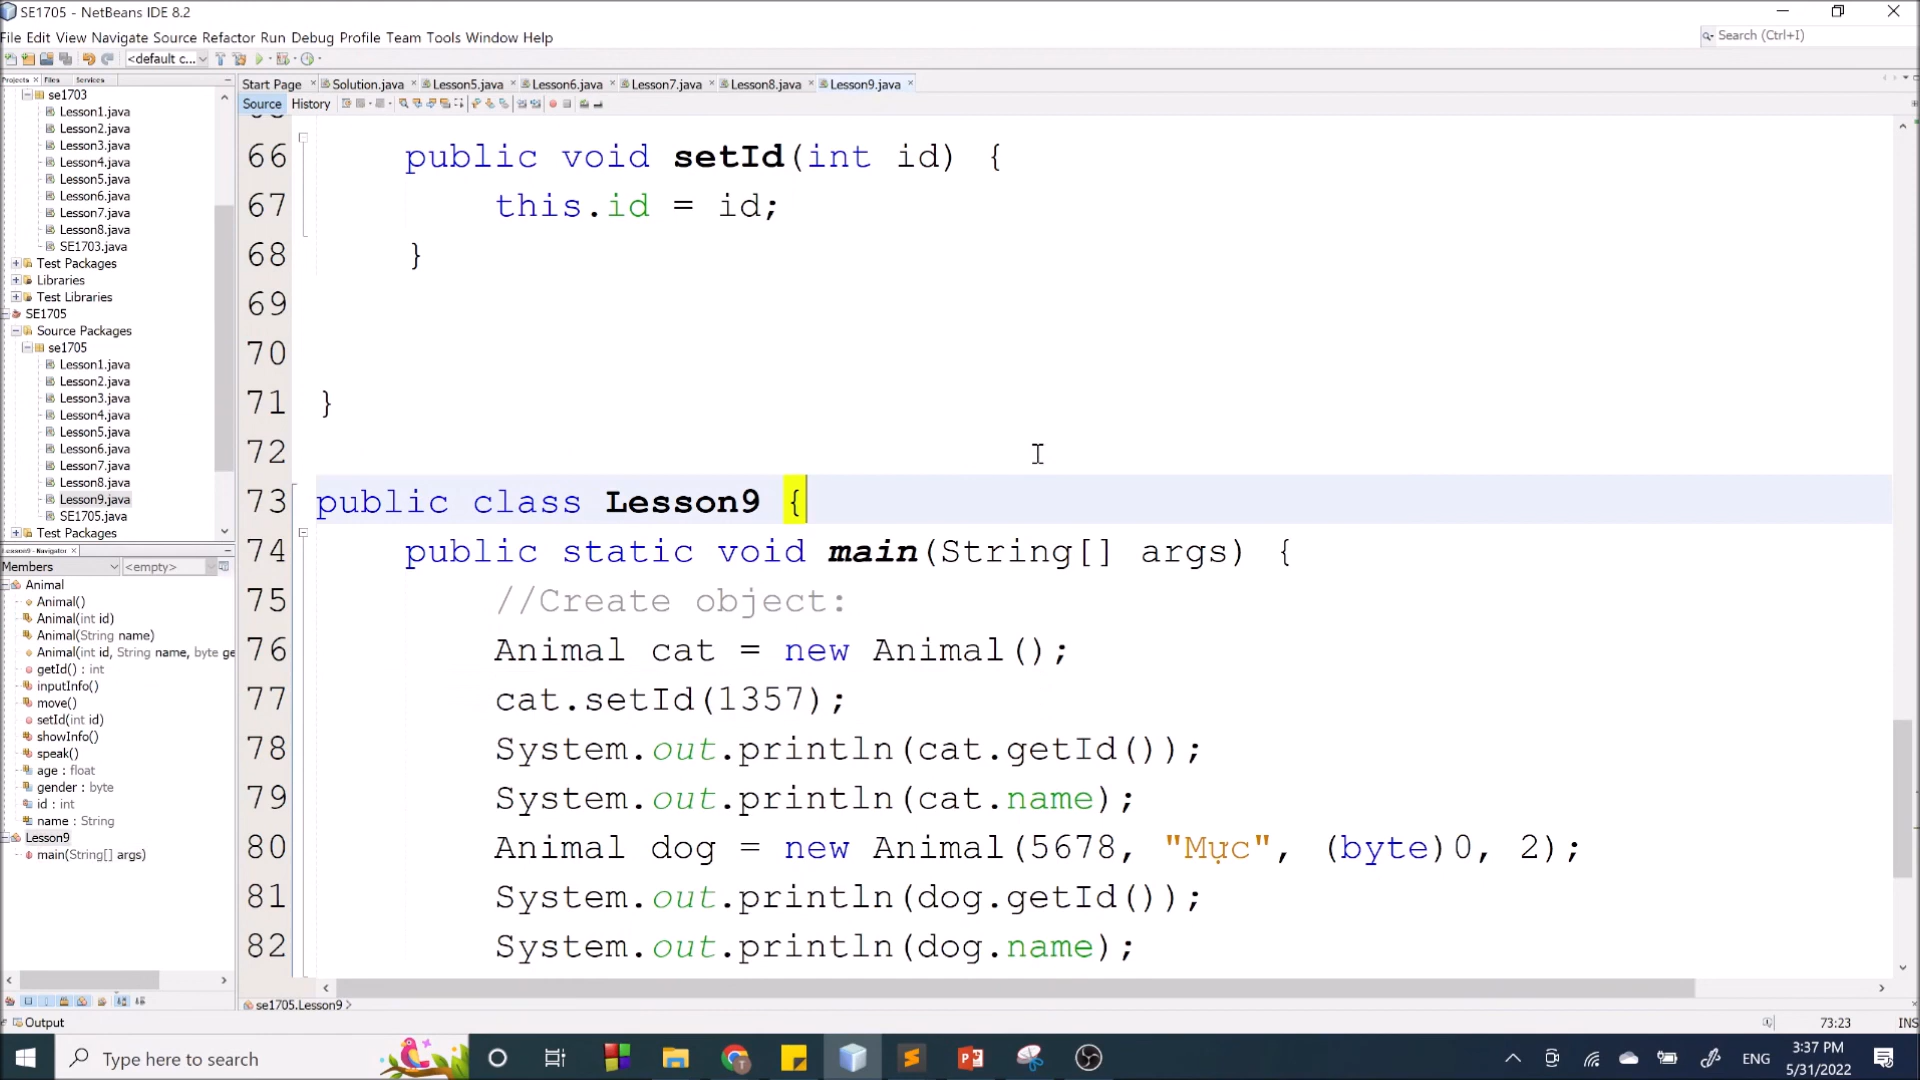 SE1705 - NetBeans IDE 8.2
File Edit View Navigate Source Refactor Run Debug Profile Team Tools Window Help
Search (Ctrl+I)
<default c...
Projects Files Services
Start Page Solution.java Lesson5.java Lesson6.java Lesson7.java Lesson8.java Lesson9.java
Source History
se1703
Lesson1.java
Lesson2.java
Lesson3.java
Lesson4.java
Lesson5.java
Lesson6.java
Lesson7.java
Lesson8.java
SE1703.java
Test Packages
Libraries
Test Libraries
SE1705
Source Packages
se1705
Lesson1.java
Lesson2.java
Lesson3.java
Lesson4.java
Lesson5.java
Lesson6.java
Lesson7.java
Lesson8.java
Lesson9.java
SE1705.java
Test Packages
Lesson9 - Navigator
Members <empty>
Animal
Animal()
Animal(int id)
Animal(String name)
Animal(int id, String name, byte ge
getId() : int
inputInfo()
move()
setId(int id)
showInfo()
speak()
age : float
gender : byte
id : int
name : String
Lesson9
main(String[] args)
66 public void setId(int id) {
67 this.id = id;
68 }
69
70
71 }
72
73 public class Lesson9 {
74 public static void main(String[] args) {
75 //Create object:
76 Animal cat = new Animal();
77 cat.setId(1357);
78 System.out.println(cat.getId());
79 System.out.println(cat.name);
80 Animal dog = new Animal(5678, "Mực", (byte)0, 2);
81 System.out.println(dog.getId());
82 System.out.println(dog.name);
se1705.Lesson9
Output
73:23
INS
Type here to search
ENG
3:37 PM
5/31/2022